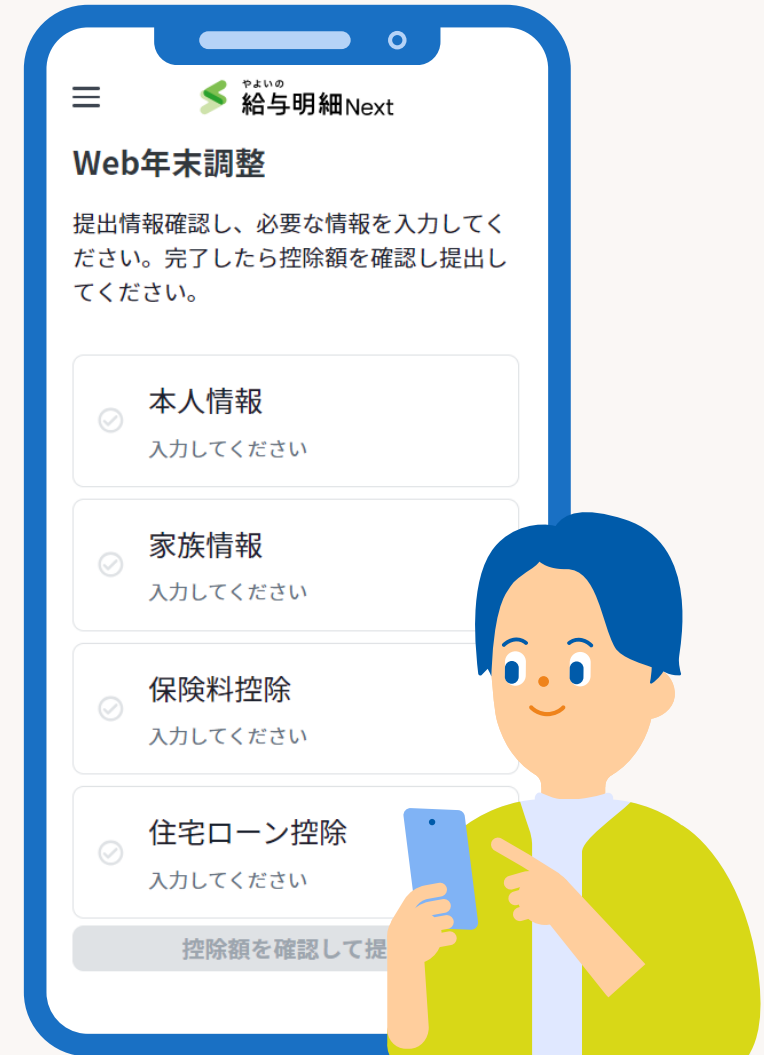 やよいの
給与明細Next
Web年末調整
提出情報確認し、必要な情報を入力してく
ださい。完了したら控除額を確認し提出し
てください。
本人情報
入力してください
家族情報
入力してください
保険料控除
入力してください
住宅ローン控除
入力してください
控除額を確認して提